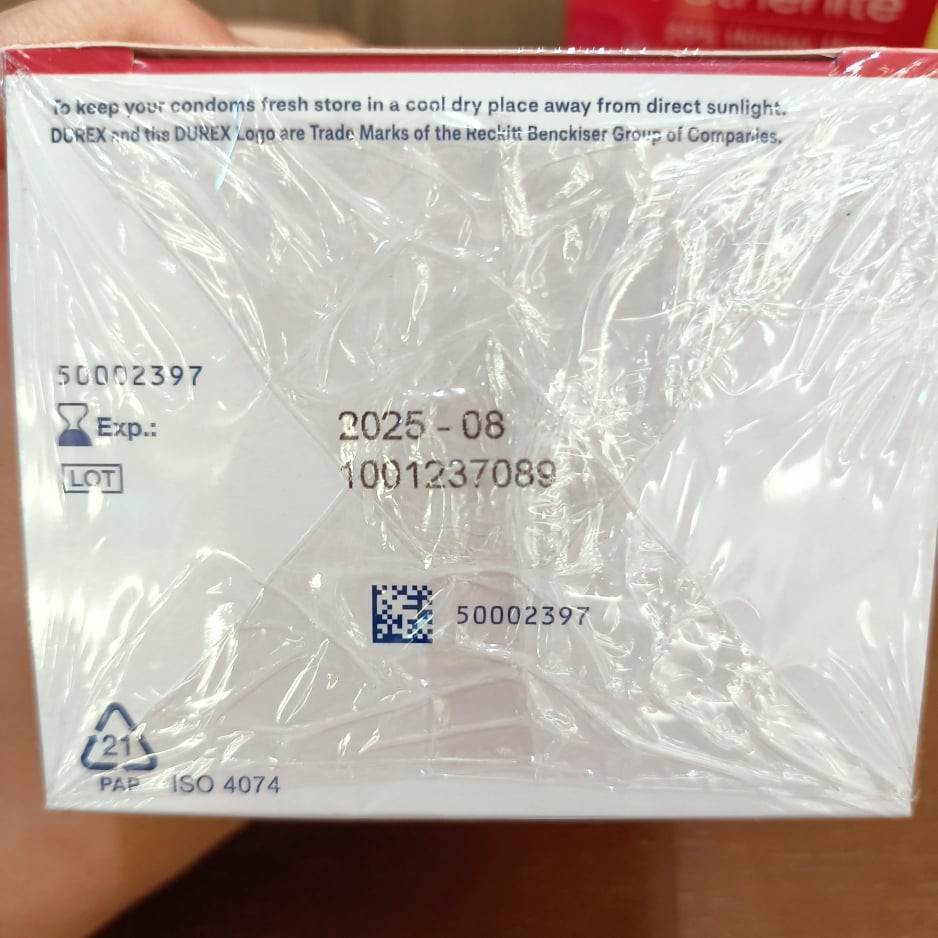 To keep your condoms fresh store in a cool dry place away from direct sunlight.
DUREX and the DUREX Logo are Trade Marks of the Reckitt Benckiser Group of Companies.
50002397
Exp.: 2025 - 08
LOT 1001237089
50002397
21
PAP ISO 4074